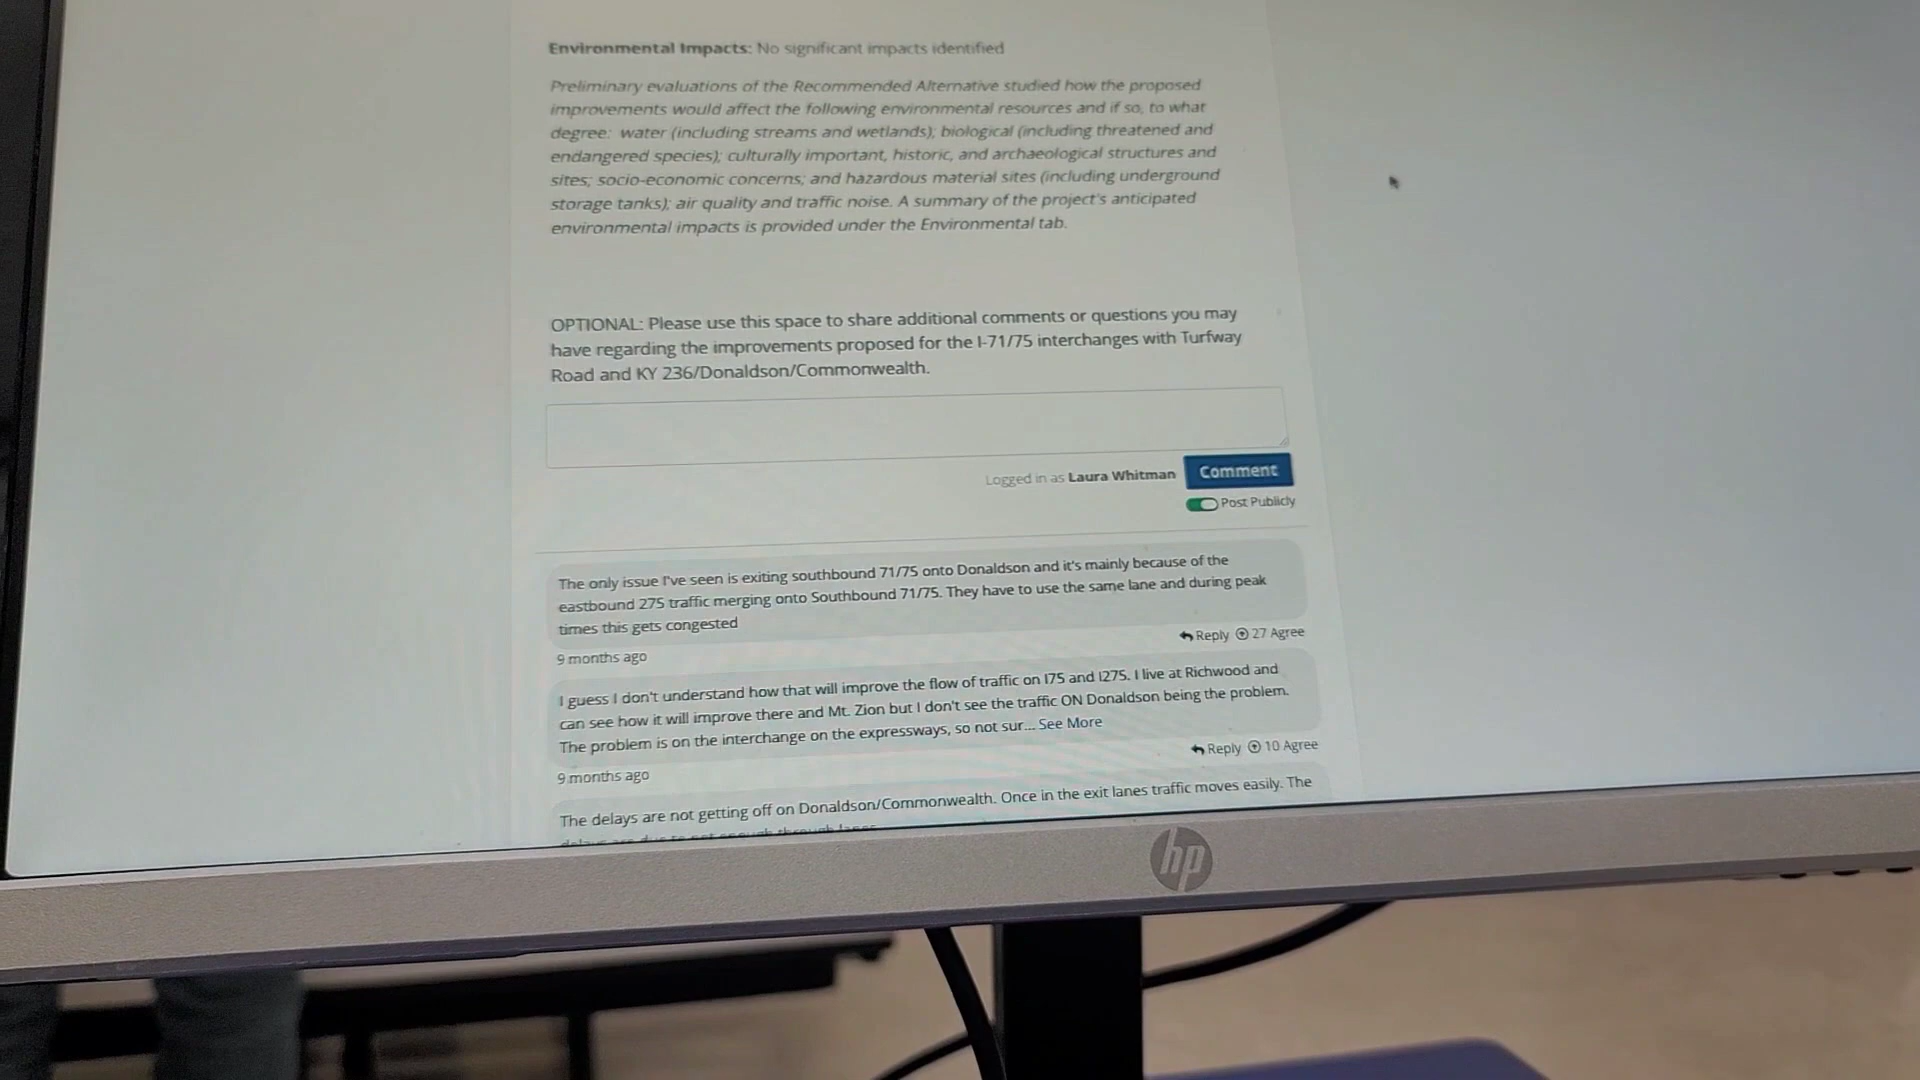 Environmental Impacts: No significant impacts identified
Preliminary evaluations of the Recommended Alternative studied how the proposed
improvements would affect the following environmental resources and if so, to what
degree: water (including streams and wetlands); biological (including threatened and
endangered species); culturally important, historic, and archaeological structures and
sites; socio-economic concerns; and hazardous material sites (including underground
storage tanks); air quality and traffic noise. A summary of the project's anticipated
environmental impacts is provided under the Environmental tab.
OPTIONAL: Please use this space to share additional comments or questions you may
have regarding the improvements proposed for the I-71/75 interchanges with Turfway
Road and KY 236/Donaldson/Commonwealth.
Logged in as Laura Whitman Comment
Post Publicly
The only issue I've seen is exiting southbound 71/75 onto Donaldson and it's mainly because of the
eastbound 275 traffic merging onto Southbound 71/75. They have to use the same lane and during peak
times this gets congested
Reply 27 Agree
9 months ago
I guess I don't understand how that will improve the flow of traffic on I75 and I275. I live at Richwood and
can see how it will improve there and Mt. Zion but I don't see the traffic ON Donaldson being the problem.
The problem is on the interchange on the expressways, so not sur... See More
Reply 10 Agree
9 months ago
The delays are not getting off on Donaldson/Commonwealth. Once in the exit lanes traffic moves easily. The
delays are due to not enough through lanes
hp